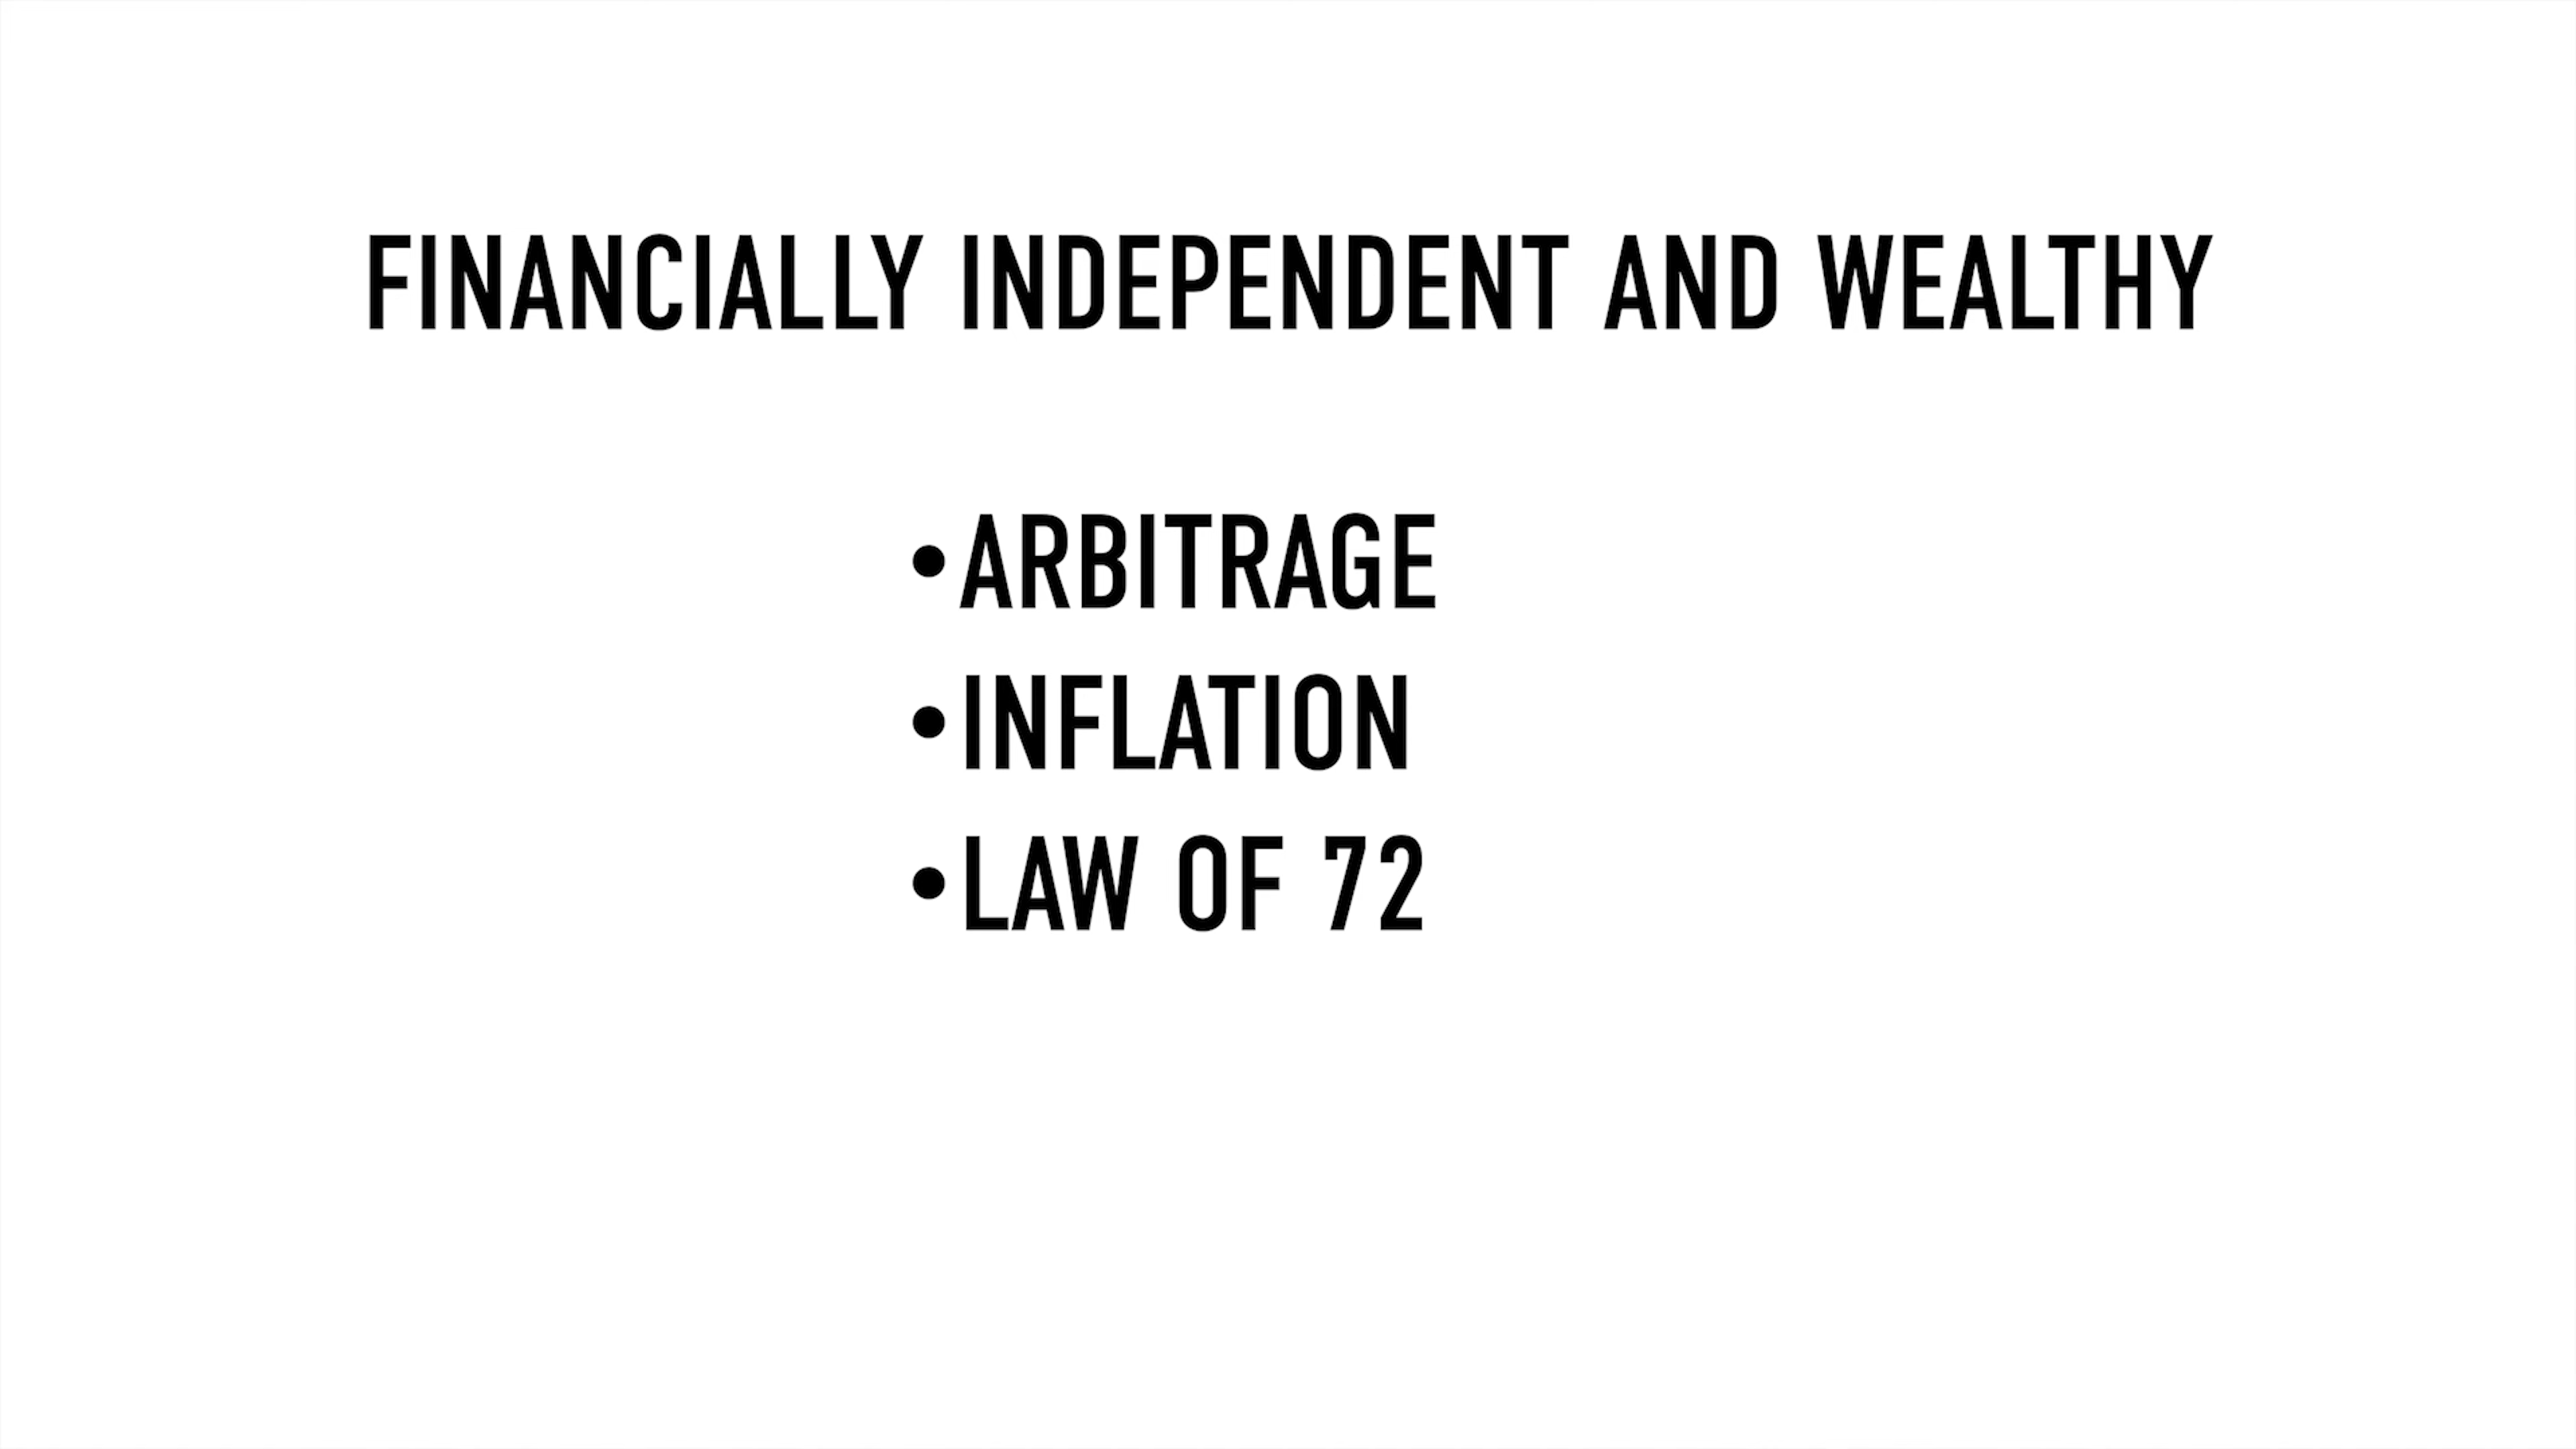 FINANCIALLY INDEPENDENT AND WEALTHY
•ARBITRAGE
•INFLATION
•LAW OF 72